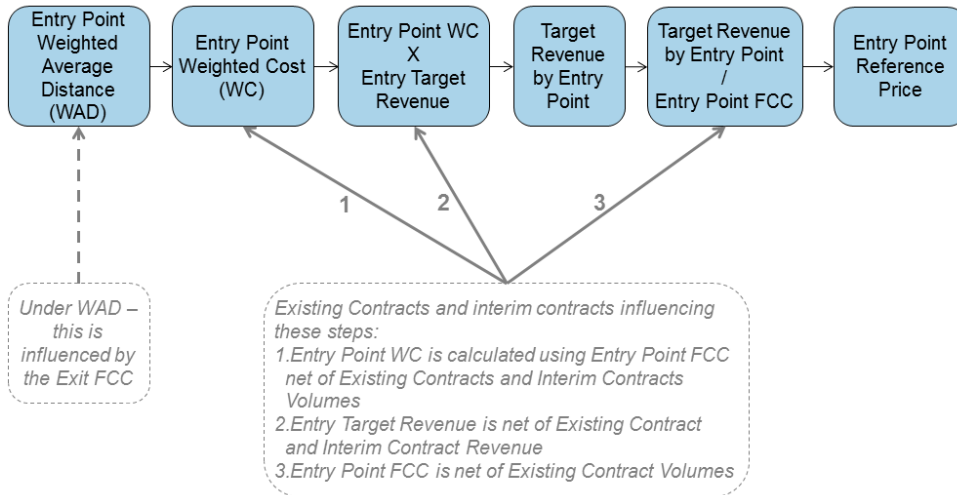 Entry Point
Weighted
Average
Distance
(WAD)
Entry Point
Weighted Cost
(WC)
Entry Point WC
X
Entry Target
Revenue
Target
Revenue
by Entry
Point
Target Revenue
by Entry Point
/
Entry Point FCC
Entry Point
Reference
Price
1
2
3
Under WAD –
this is
influenced by
the Exit FCC
Existing Contracts and interim contracts influencing
these steps:
1.Entry Point WC is calculated using Entry Point FCC
net of Existing Contracts and Interim Contracts
Volumes
2.Entry Target Revenue is net of Existing Contract
and Interim Contract Revenue
3.Entry Point FCC is net of Existing Contract Volumes